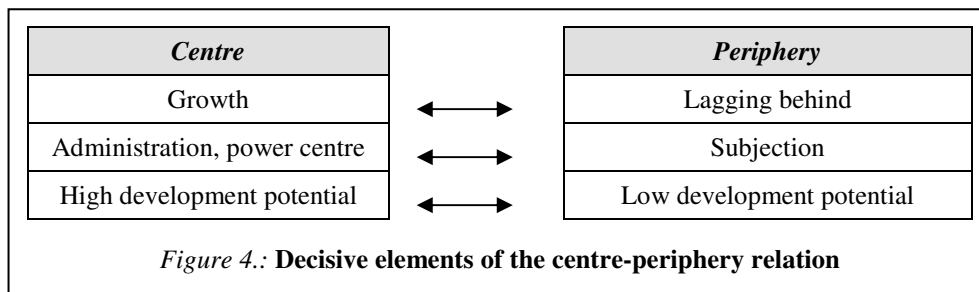 Centre Periphery
Growth Lagging behind
Administration, power centre Subjection
High development potential Low development potential
Figure 4.: Decisive elements of the centre-periphery relation